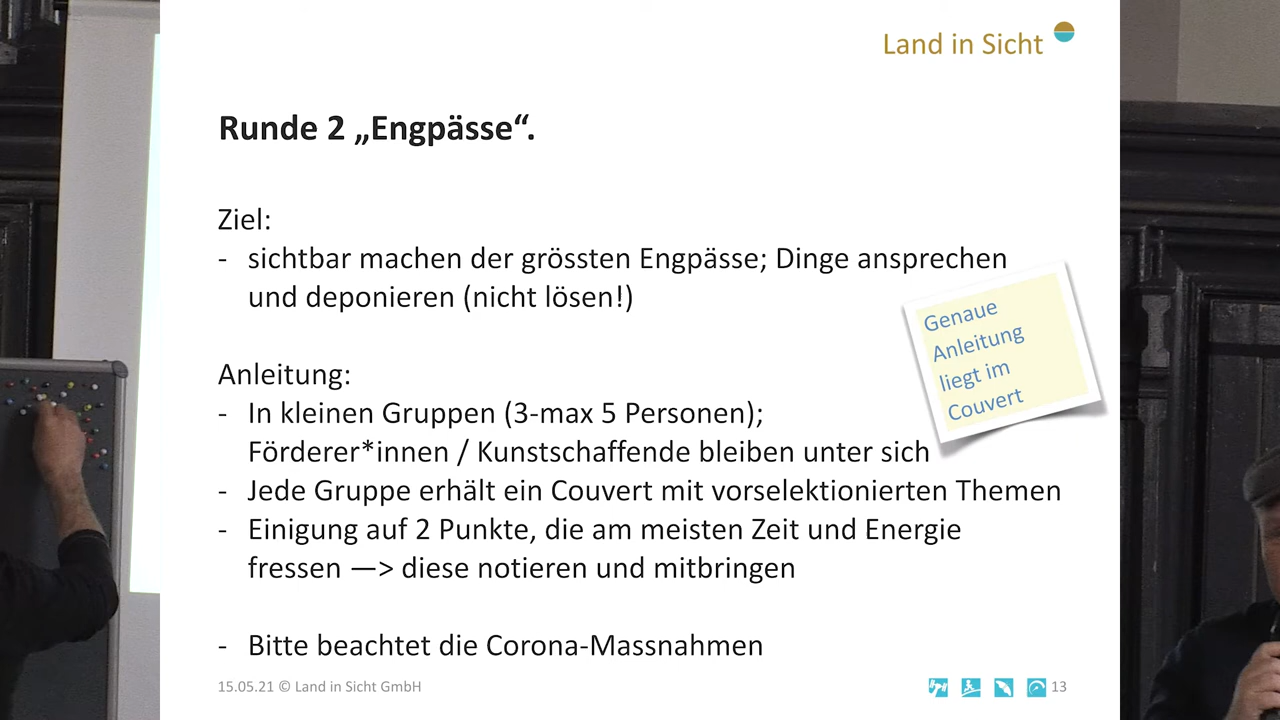 Land in Sicht
Runde 2 „Engpässe“.
Ziel:
- sichtbar machen der grössten Engpässe; Dinge ansprechen
und deponieren (nicht lösen!)
Genaue
Anleitung
liegt im
Couvert
Anleitung:
- In kleinen Gruppen (3-max 5 Personen);
Förderer*innen / Kunstschaffende bleiben unter sich
- Jede Gruppe erhält ein Couvert mit vorselektionierten Themen
- Einigung auf 2 Punkte, die am meisten Zeit und Energie
fressen —> diese notieren und mitbringen
- Bitte beachtet die Corona-Massnahmen
15.05.21 © Land in Sicht GmbH
13